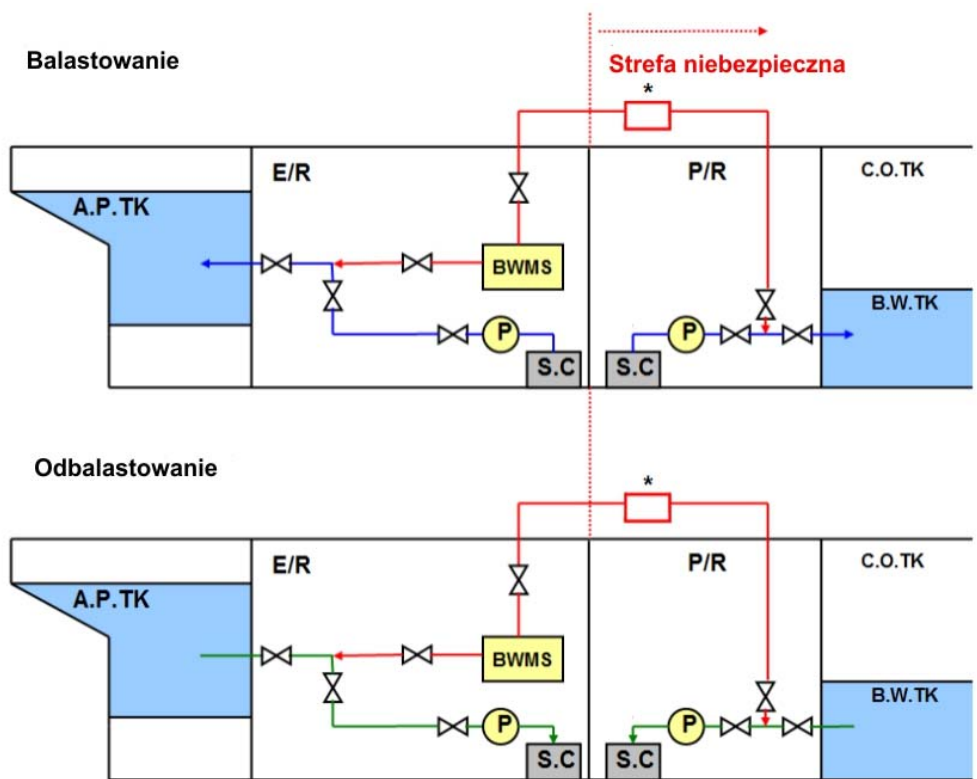 Balastowanie
Strefa niebezpieczna
*
E/R
P/R
C.O.TK
A.P.TK
BWMS
B.W.TK
P
P
S.C
S.C
Odbalastowanie
*
E/R
P/R
C.O.TK
A.P.TK
BWMS
B.W.TK
P
P
S.C
S.C